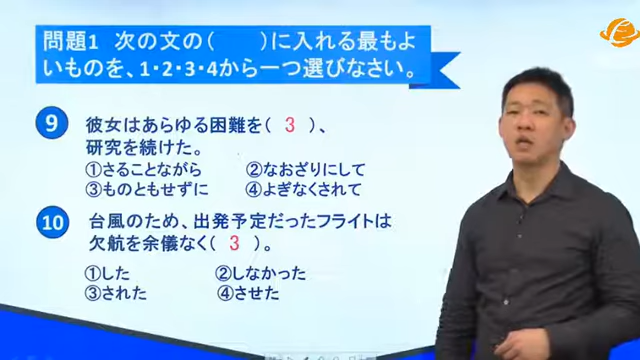 問題1 次の文の( )に入れる最もよ
いものを、1・2・3・4から一つ選びなさい。
9 彼女はあらゆる困難を( 3 )、
研究を続けた。
①さることながら ②なおざりにして
③ものともせずに ④よぎなくされて
10 台風のため、出発予定だったフライトは
欠航を余儀なく( 3 )。
①した ②しなかった
③された ④させた